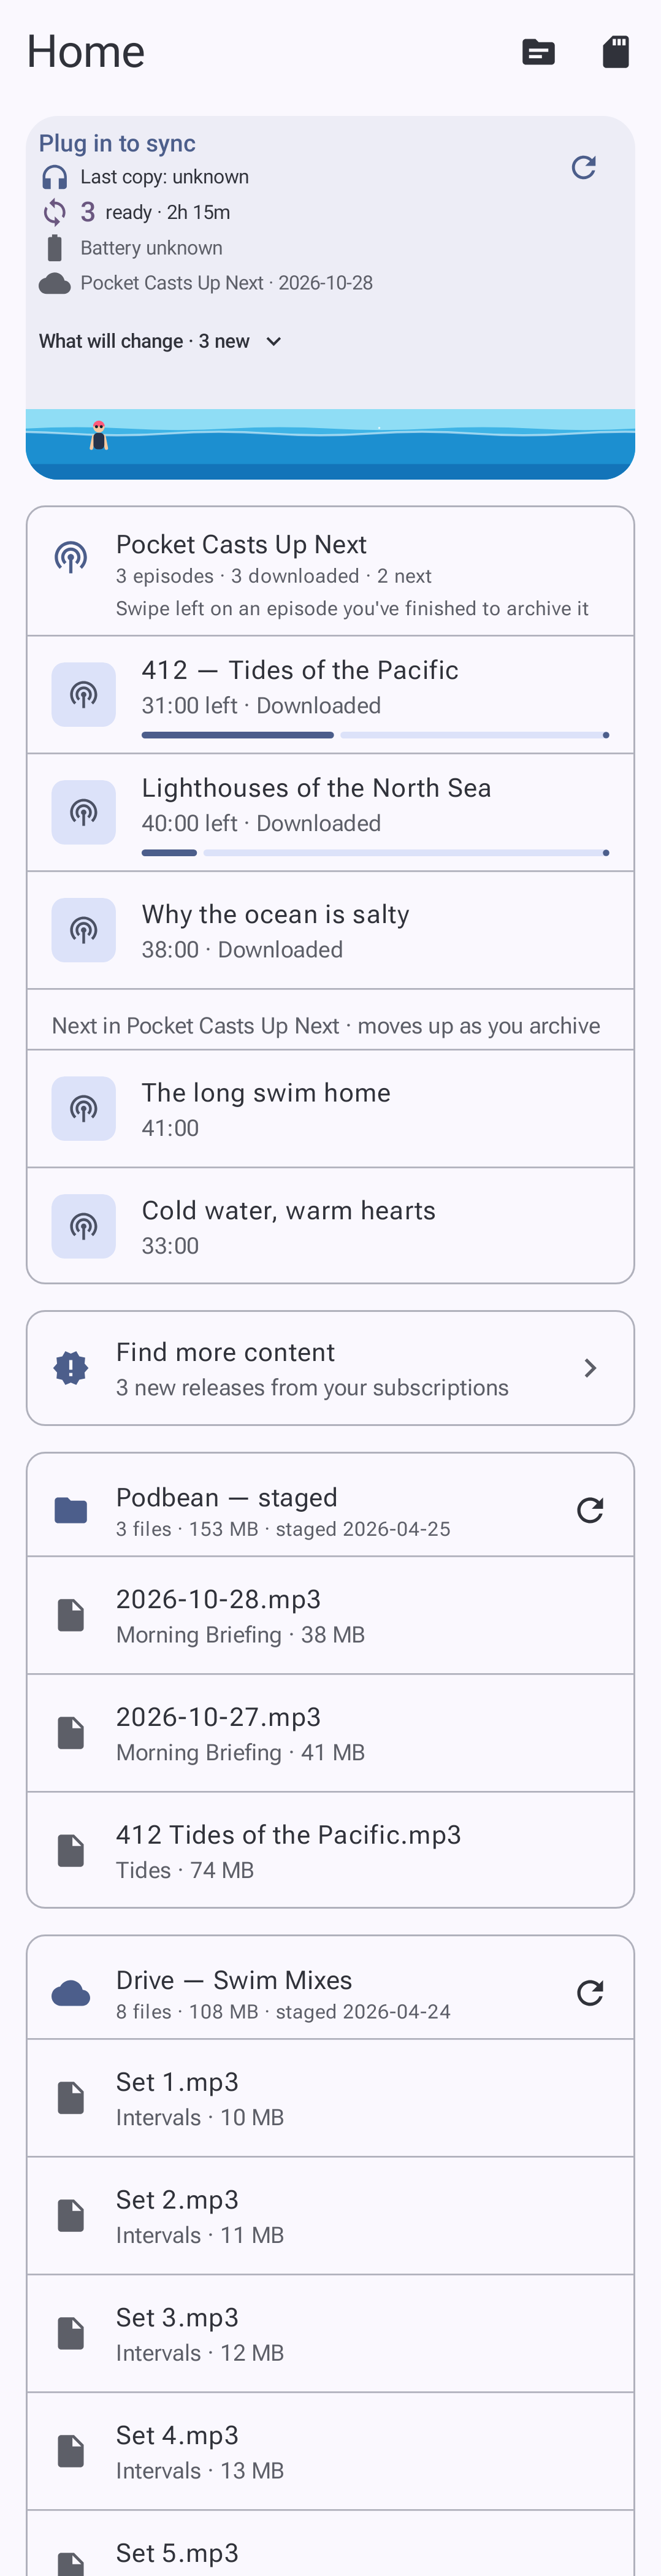 Home
Plug in to sync
Last copy: unknown
3 ready · 2h 15m
Battery unknown
Pocket Casts Up Next · 2026-10-28
What will change · 3 new
Pocket Casts Up Next
3 episodes · 3 downloaded · 2 next
Swipe left on an episode you've finished to archive it
412 — Tides of the Pacific
31:00 left · Downloaded
Lighthouses of the North Sea
40:00 left · Downloaded
Why the ocean is salty
38:00 · Downloaded
Next in Pocket Casts Up Next · moves up as you archive
The long swim home
41:00
Cold water, warm hearts
33:00
Find more content
3 new releases from your subscriptions
Podbean — staged
3 files · 153 MB · staged 2026-04-25
2026-10-28.mp3
Morning Briefing · 38 MB
2026-10-27.mp3
Morning Briefing · 41 MB
412 Tides of the Pacific.mp3
Tides · 74 MB
Drive — Swim Mixes
8 files · 108 MB · staged 2026-04-24
Set 1.mp3
Intervals · 10 MB
Set 2.mp3
Intervals · 11 MB
Set 3.mp3
Intervals · 12 MB
Set 4.mp3
Intervals · 13 MB
Set 5.mp3